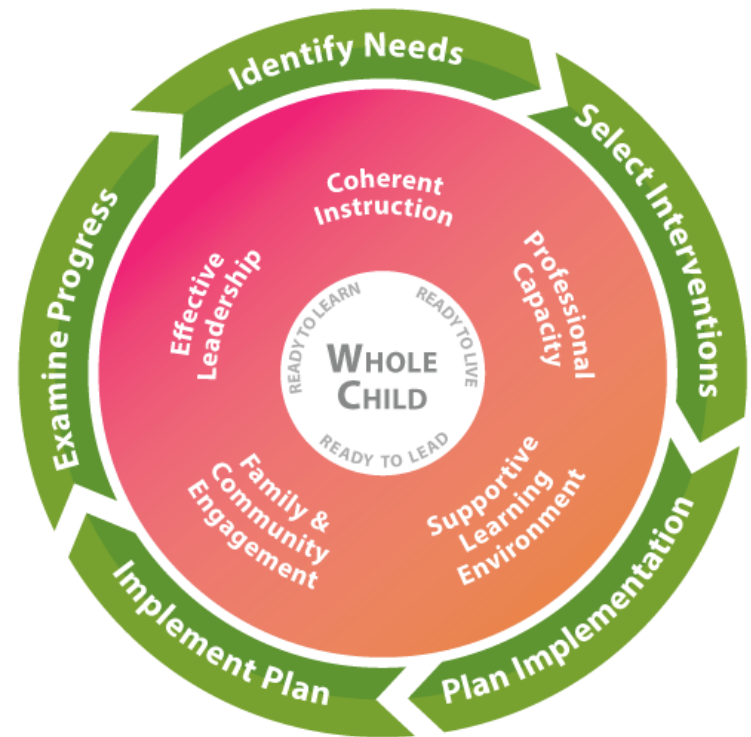 Identify Needs
Select Interventions
Plan Implementation
Implement Plan
Examine Progress
Coherent
Instruction
Professional
Capacity
Supportive
Learning
Environment
Family &
Community
Engagement
Effective
Leadership
READY TO LEARN
READY TO LIVE
WHOLE
CHILD
READY TO LEAD